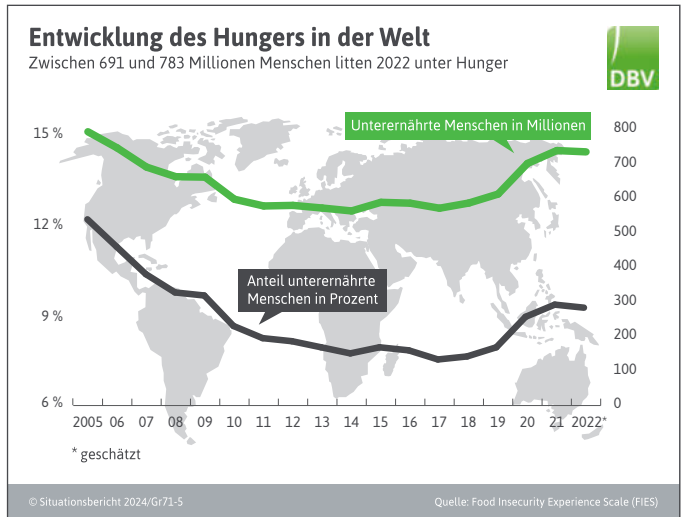 Entwicklung des Hungers in der Welt
Zwischen 691 und 783 Millionen Menschen litten 2022 unter Hunger
DBV
Unterernährte Menschen in Millionen
15 %
12 %
9 %
6 %
800
700
600
500
400
300
200
100
0
Anteil unterernährte
Menschen in Prozent
2005 06 07 08 09 10 11 12 13 14 15 16 17 18 19 20 21 2022*
* geschätzt
© Situationsbericht 2024/Gr71-5
Quelle: Food Insecurity Experience Scale (FIES)